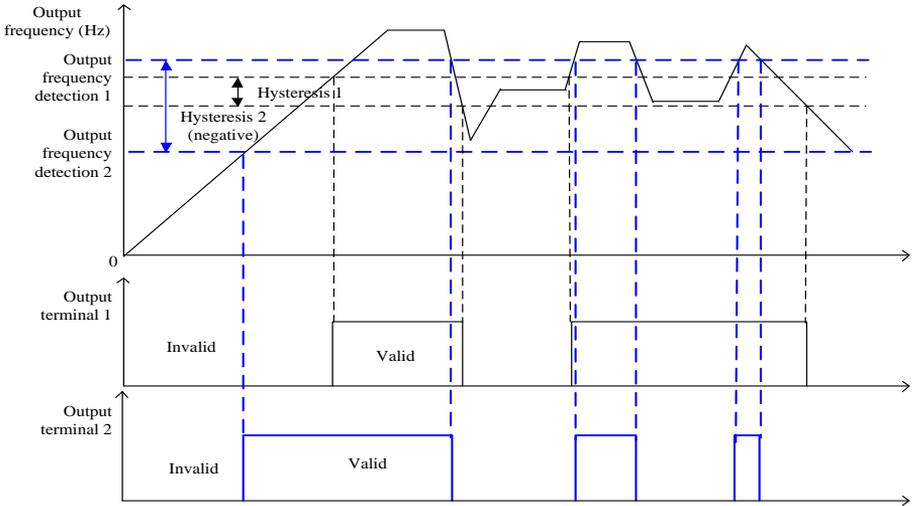 Output
frequency (Hz)
Output
frequency
detection 1
Hysteresis 1
Hysteresis 2
(negative)
Output
frequency
detection 2
0
Output
terminal 1
Invalid
Valid
Output
terminal 2
Invalid
Valid